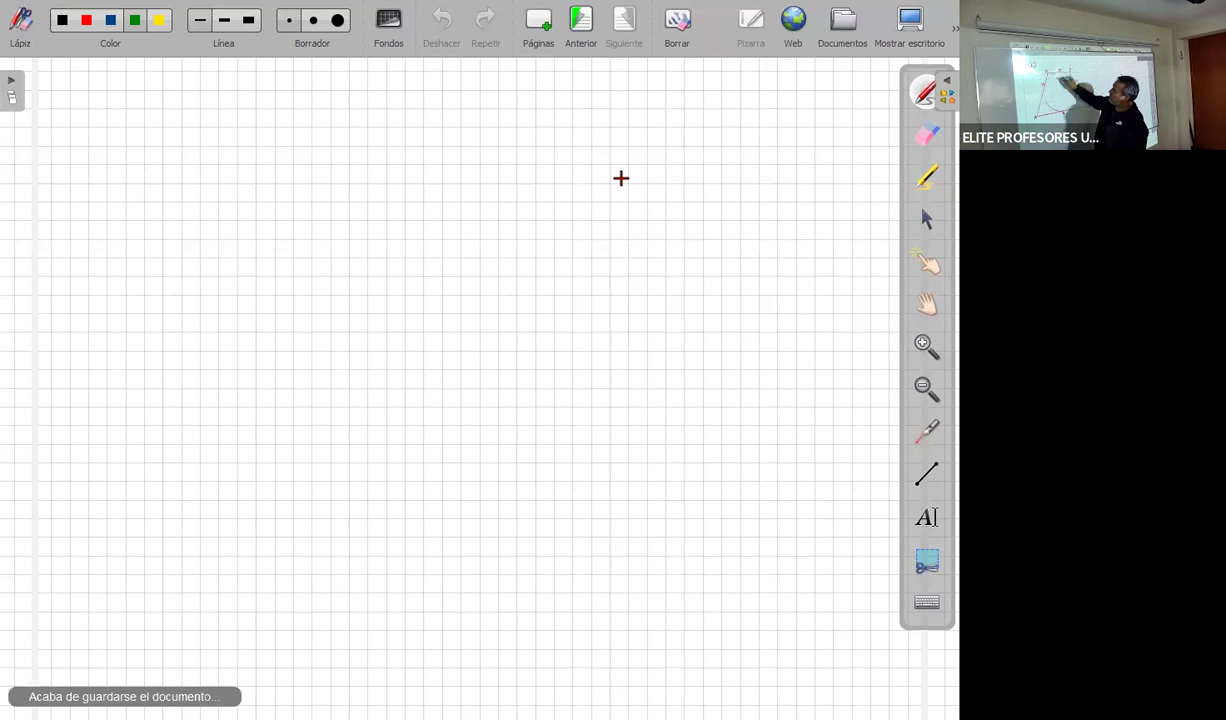 Lápiz
Color
Línea
Borrador
Fondos
Deshacer
Repetir
Páginas
Anterior
Siguiente
Borrar
Pizarra
Web
Documentos
Mostrar escritorio
»
ELITE PROFESORES U...
A
Acaba de guardarse el documento...